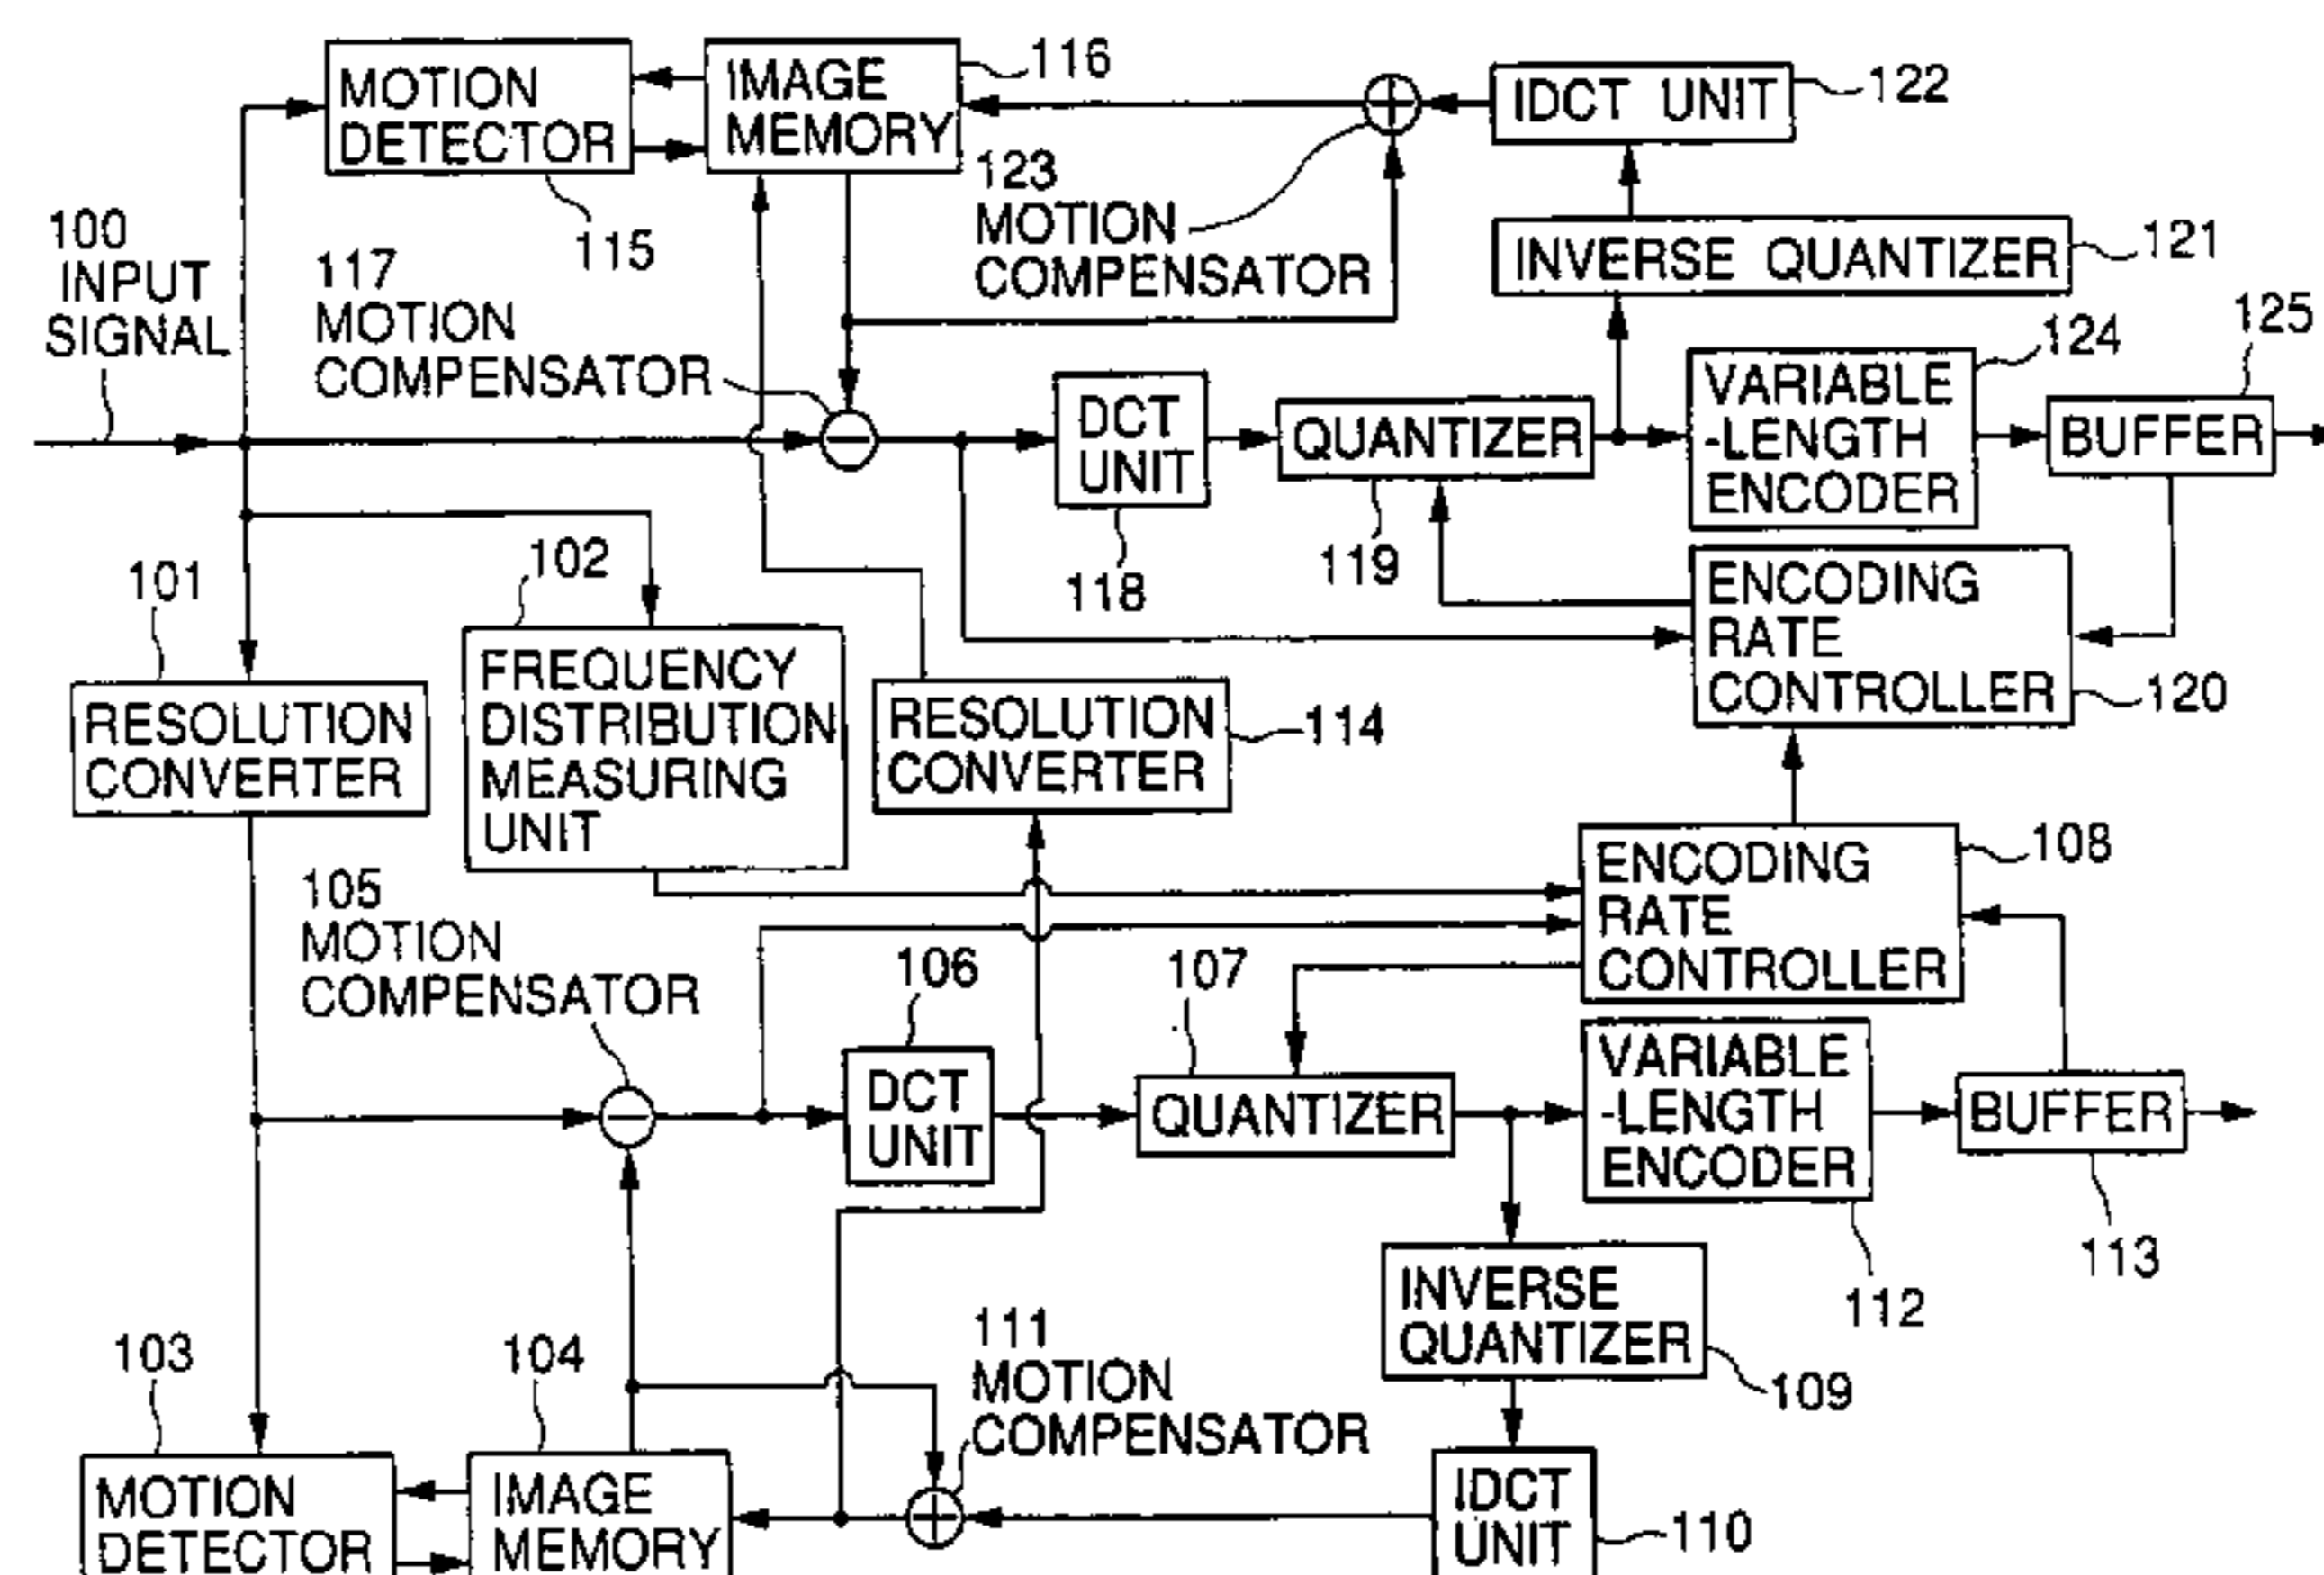 MOTION
DETECTOR
115
IMAGE
MEMORY
116
IDCT UNIT
122
123
MOTION
COMPENSATOR
INVERSE QUANTIZER
121
100
INPUT
SIGNAL
117
MOTION
COMPENSATOR
DCT
UNIT
118
QUANTIZER
119
VARIABLE
-LENGTH
ENCODER
124
BUFFER
125
101
RESOLUTION
CONVERTER
102
FREQUENCY
DISTRIBUTION
MEASURING
UNIT
RESOLUTION
CONVERTER
114
ENCODING
RATE
CONTROLLER
120
ENCODING
RATE
CONTROLLER
108
105
MOTION
COMPENSATOR
106
DCT
UNIT
107
QUANTIZER
VARIABLE
-LENGTH
ENCODER
112
BUFFER
113
INVERSE
QUANTIZER
109
103
MOTION
DETECTOR
104
IMAGE
MEMORY
111
MOTION
COMPENSATOR
IDCT
UNIT
110